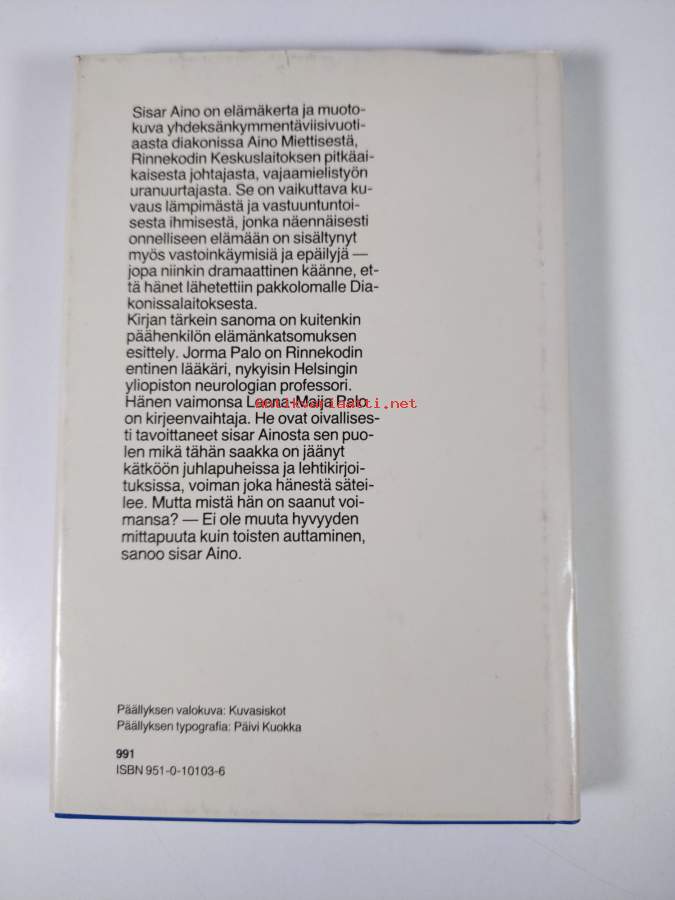 Sisar Aino on elämäkerta ja muoto-
kuva yhdeksänkymmentäviisivuoti-
aasta diakonissa Aino Miettisestä,
Rinnekodin Keskuslaitoksen pitkäai-
kaisesta johtajasta, vajaamielistyön
uranuurtajasta. Se on vaikuttava ku-
vaus lämpimästä ja vastuuntuntoi-
sesta ihmisestä, jonka näennäisesti
onnelliseen elämään on sisältynyt
myös vastoinkäymisiä ja epäilyjä —
jopa niinkin dramaattinen käänne, et-
tä hänet lähetettiin pakkolomalle Dia-
konissalaitoksesta.
Kirjan tärkein sanoma on kuitenkin
päähenkilön elämänkatsomuksen
esittely. Jorma Palo on Rinnekodin
entinen lääkäri, nykyisin Helsingin
yliopiston neurologian professori.
Hänen vaimonsa Leena-Maija Palo
antikvariaatti.net
on kirjeenvaihtaja. He ovat oivallises-
ti tavoittaneet sisar Ainosta sen puo-
len mikä tähän saakka on jäänyt
kätköön juhlapuheissa ja lehtikirjoi-
tuksissa, voiman joka hänestä sätei-
lee. Mutta mistä hän on saanut voi-
mansa? — Ei ole muuta hyvyyden
mittapuuta kuin toisten auttaminen,
sanoo sisar Aino.
Päällyksen valokuva: Kuvasiskot
Päällyksen typografia: Päivi Kuokka
991
ISBN 951-0-10103-6